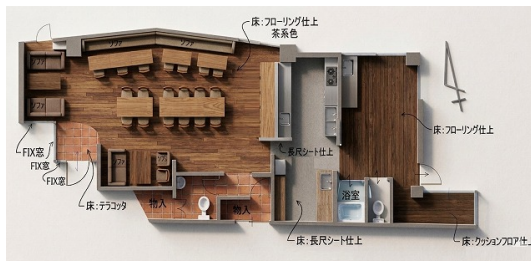 床:フローリング仕上
茶系色
ソファ
ソファ
ソファ
ソファ
床:フローリング仕上
FIX窓
FIX窓
FIX窓
長尺シート仕上
ソファ
床:テラコッタ
物入
物入
浴室
床:長尺シート仕上
床:クッションフロア仕上